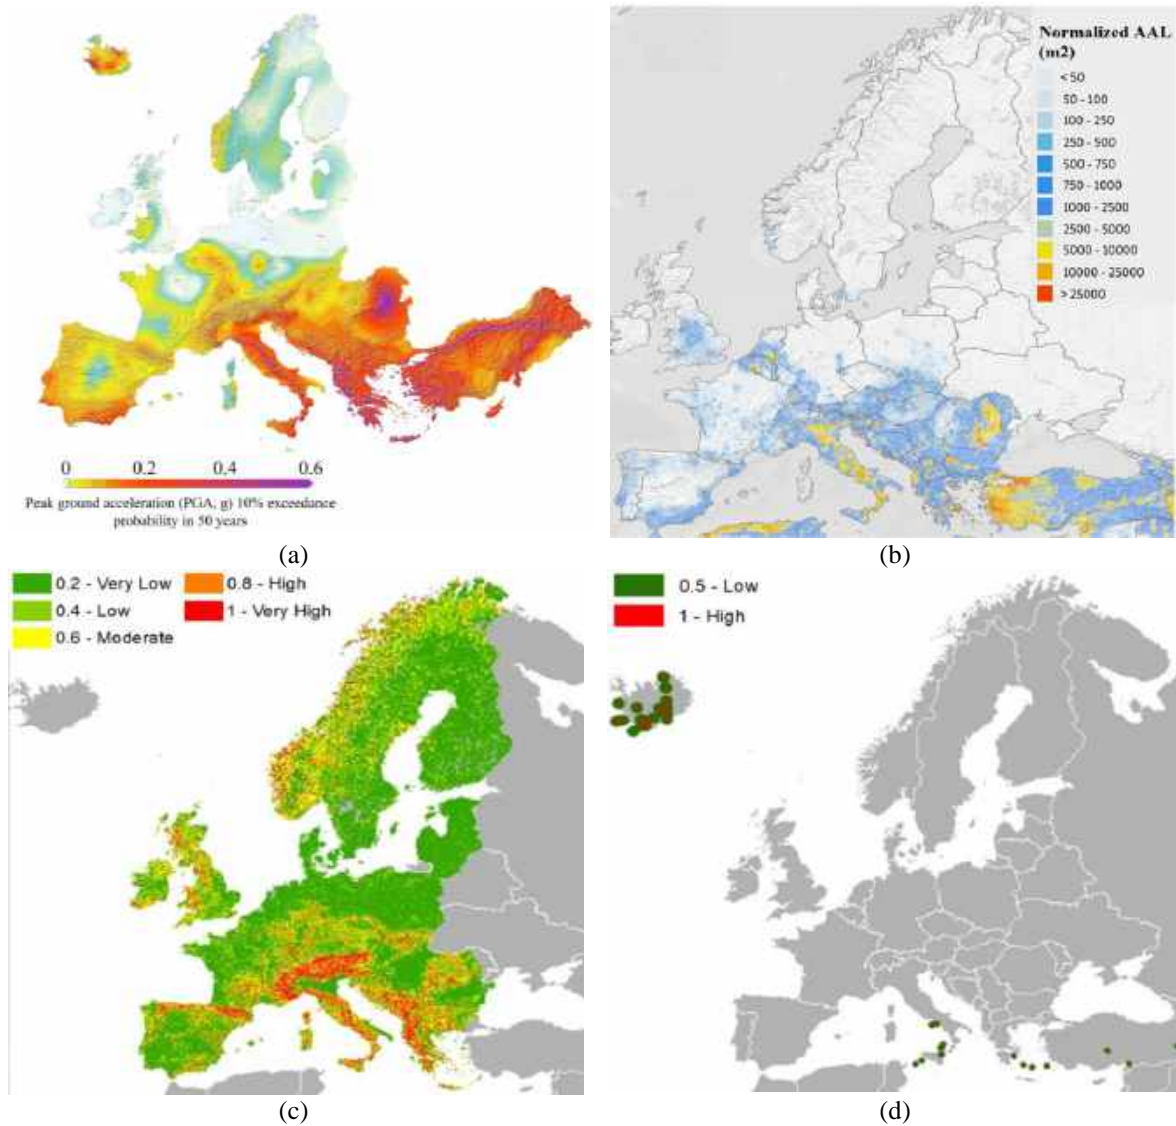 0 0.2 0.4 0.6
Peak ground acceleration (PGA, g) 10% exceedance
probability in 50 years
(a)
Normalized AAL
(m2)
< 50
50 - 100
100 - 250
250 - 500
500 - 750
750 - 1000
1000 - 2500
2500 - 5000
5000 - 10000
10000 - 25000
> 25000
(b)
0.2 - Very Low
0.4 - Low
0.6 - Moderate
0.8 - High
1 - Very High
(c)
0.5 - Low
1 - High
(d)